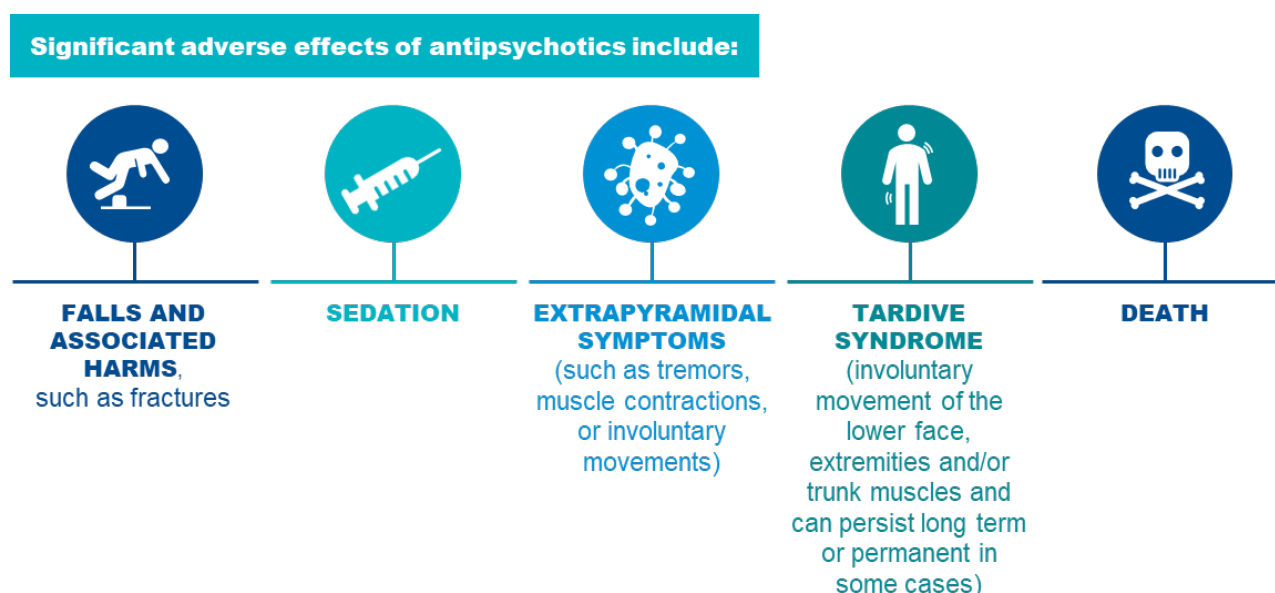 Significant adverse effects of antipsychotics include:
FALLS AND
ASSOCIATED
HARMS,
such as fractures
SEDATION
EXTRAPYRAMIDAL
SYMPTOMS
(such as tremors,
muscle contractions,
or involuntary
movements)
TARDIVE
SYNDROME
(involuntary
movement of the
lower face,
extremities and/or
trunk muscles and
can persist long term
or permanent in
some cases)
DEATH